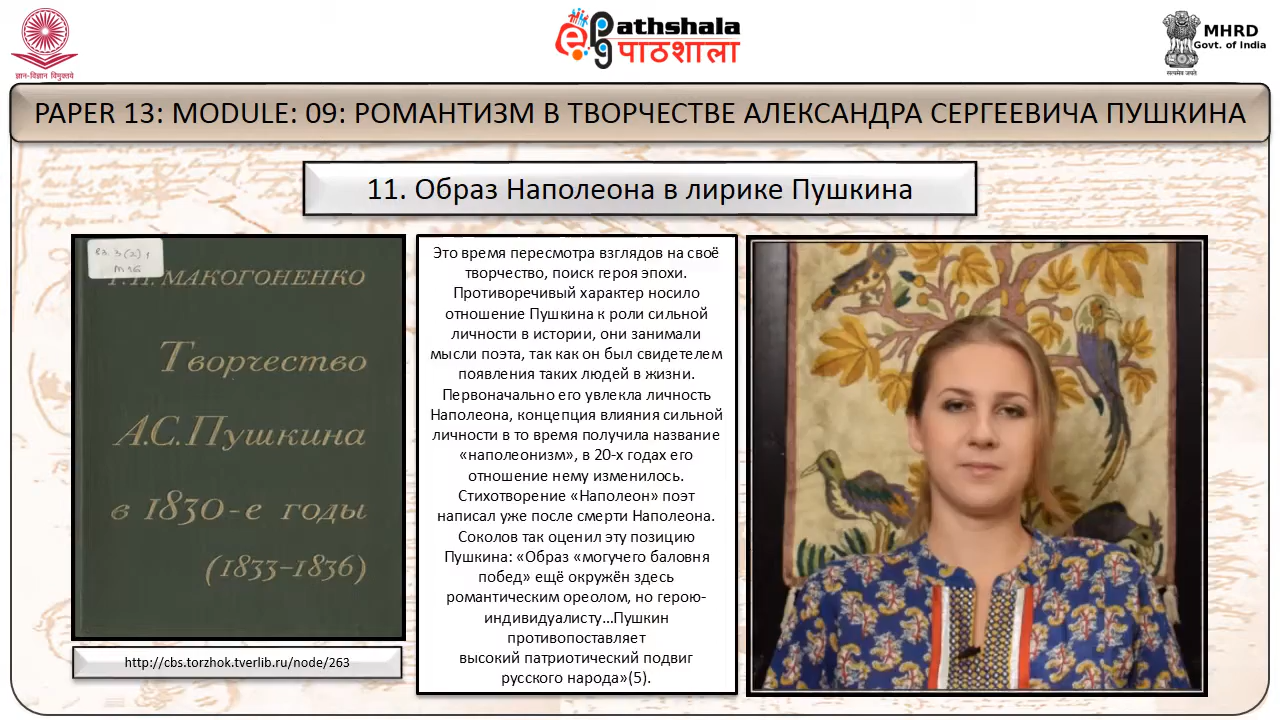 ज्ञान-विज्ञान विमुक्तये
ePathshala
पाठशाला
MHRD
Govt. of India
सत्यमेव जयते
PAPER 13: MODULE: 09: РОМАНТИЗМ В ТВОРЧЕСТВЕ АЛЕКСАНДРА СЕРГЕЕВИЧА ПУШКИНА
11. Образ Наполеона в лирике Пушкина
МАКОГОНЕНКО
Творчество
А.С.Пушкина
в 1830-е годы
(1833–1836)
http://cbs.torzhok.tverlib.ru/node/263
Это время пересмотра взглядов на своё
творчество, поиск героя эпохи.
Противоречивый характер носило
отношение Пушкина к роли сильной
личности в истории, они занимали
мысли поэта, так как он был свидетелем
появления таких людей в жизни.
Первоначально его увлекла личность
Наполеона, концепция влияния сильной
личности в то время получила название
«наполеонизм», в 20-х годах его
отношение нему изменилось.
Стихотворение «Наполеон» поэт
написал уже после смерти Наполеона.
Соколов так оценил эту позицию
Пушкина: «Образ «могучего баловня
побед» ещё окружён здесь
романтическим ореолом, но герою-
индивидуалисту...Пушкин
противопоставляет
высокий патриотический подвиг
русского народа»(5).